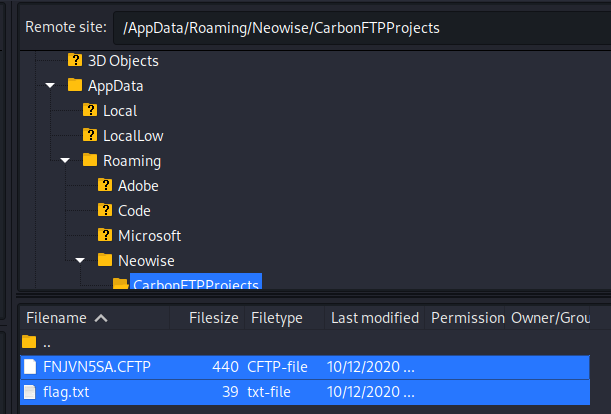 Remote site: /AppData/Roaming/Neowise/CarbonFTPProjects
3D Objects
AppData
Local
LocalLow
Roaming
Adobe
Code
Microsoft
Neowise
CarbonFTPProjects
Filename Filesize Filetype Last modified Permission Owner/Grou
..
FNJVN5SA.CFTP 440 CFTP-file 10/12/2020 ...
flag.txt 39 txt-file 10/12/2020 ...